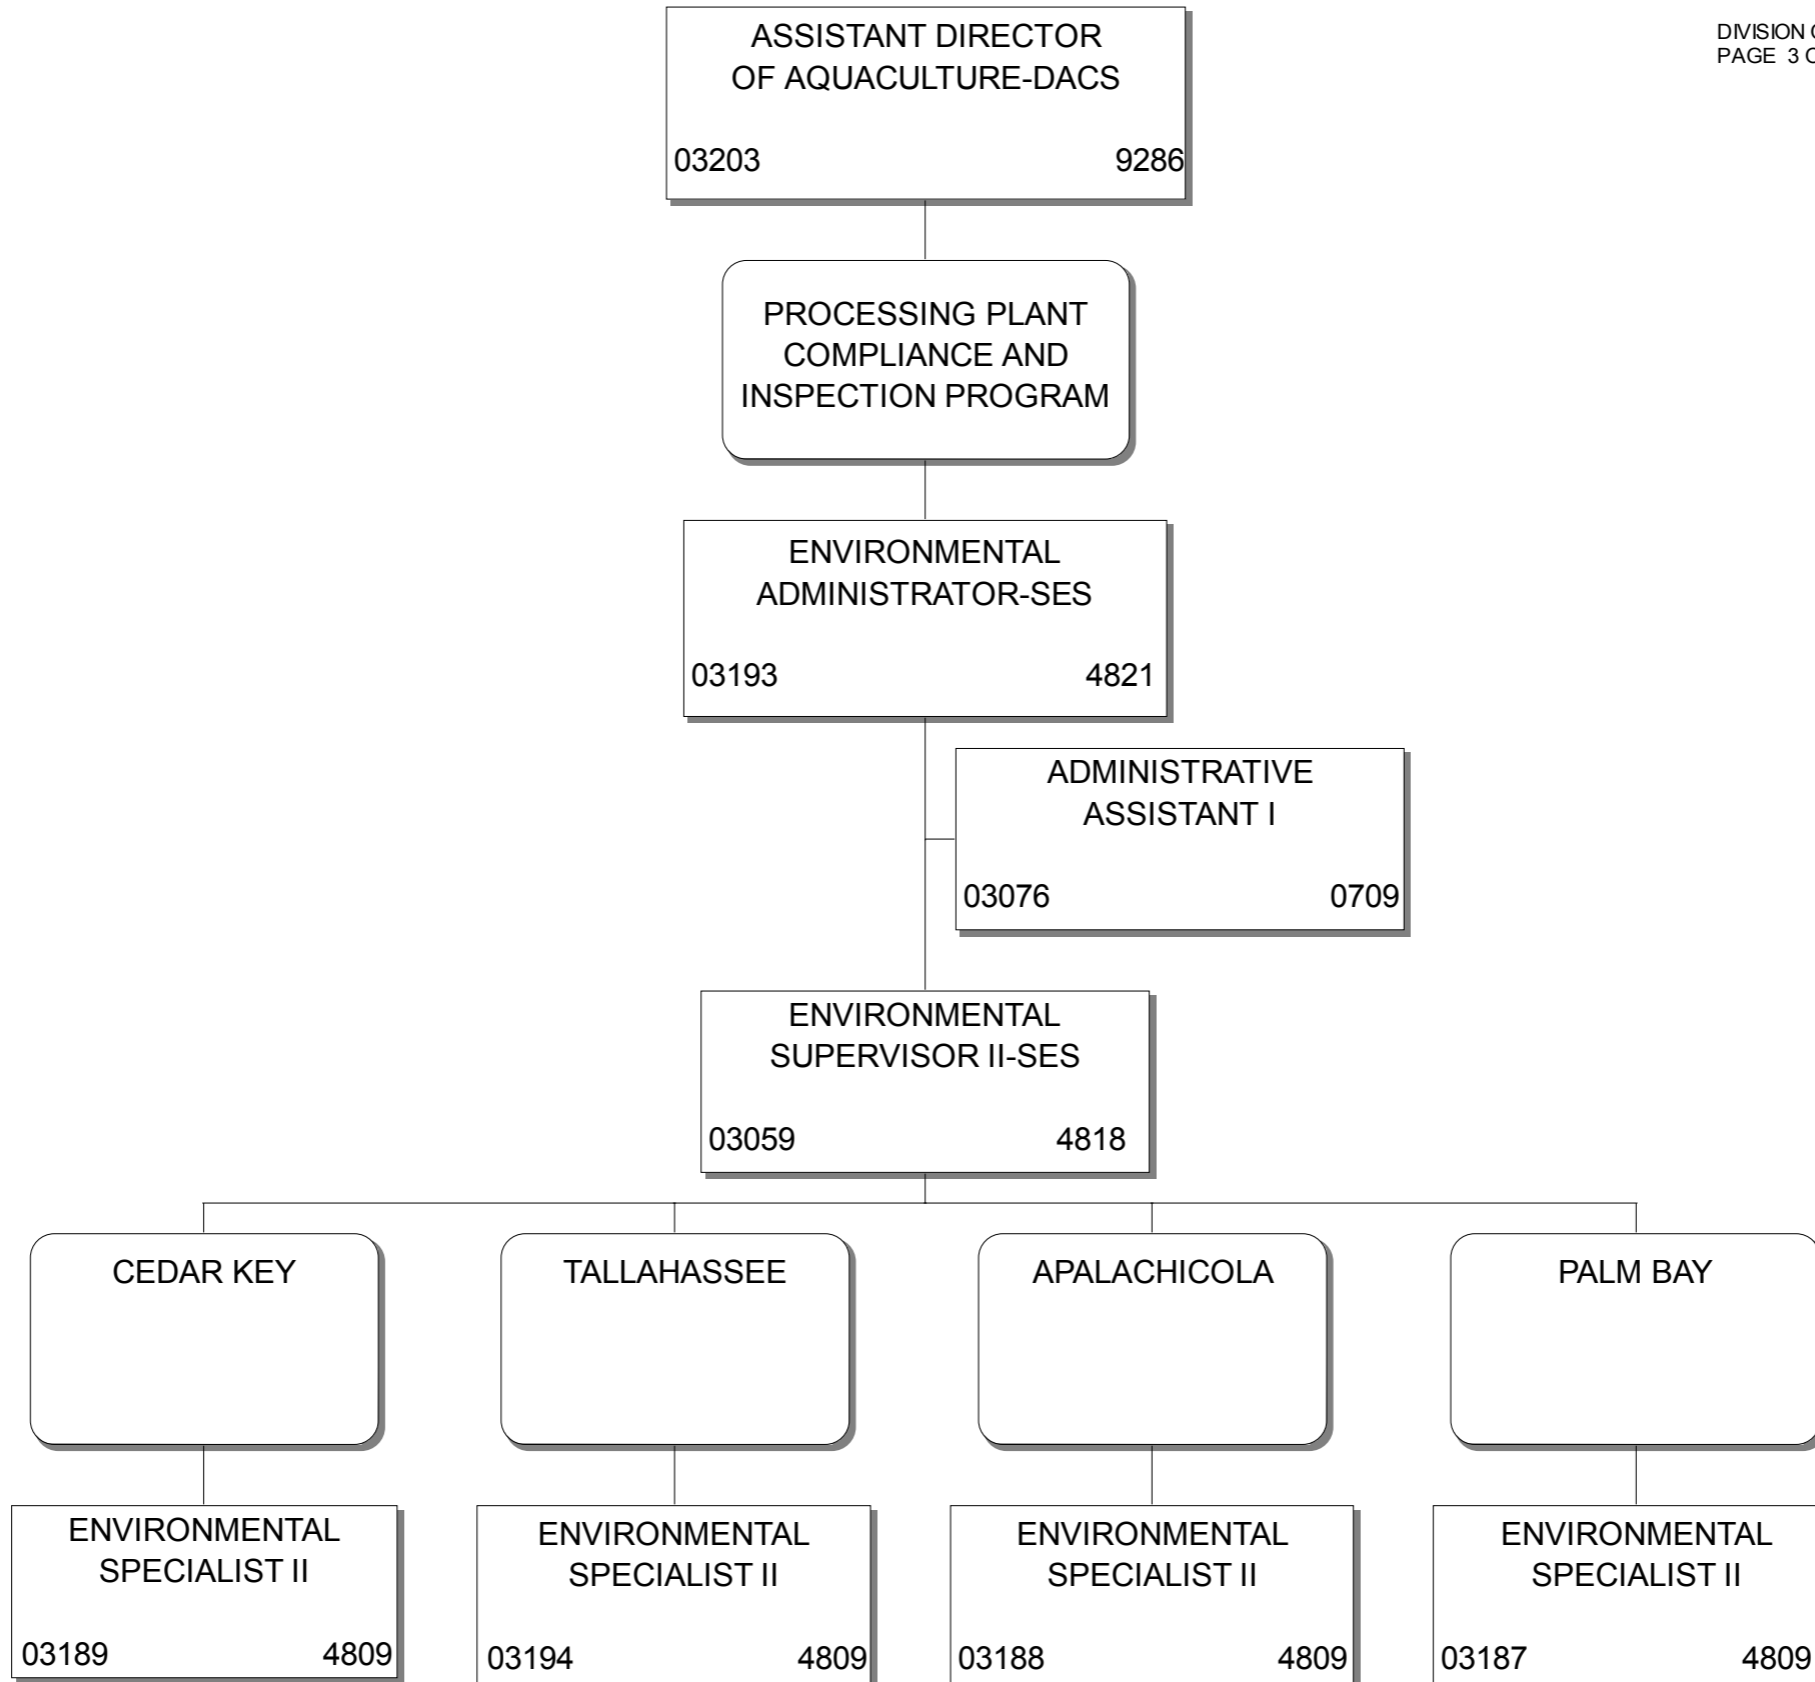 DIVISION
PAGE 3
ASSISTANT DIRECTOR
OF AQUACULTURE-DACS
03203 9286
PROCESSING PLANT
COMPLIANCE AND
INSPECTION PROGRAM
ENVIRONMENTAL
ADMINISTRATOR-SES
03193 4821
ADMINISTRATIVE
ASSISTANT I
03076 0709
ENVIRONMENTAL
SUPERVISOR II-SES
03059 4818
CEDAR KEY
TALLAHASSEE
APALACHICOLA
PALM BAY
ENVIRONMENTAL
SPECIALIST II
03189 4809
ENVIRONMENTAL
SPECIALIST II
03194 4809
ENVIRONMENTAL
SPECIALIST II
03188 4809
ENVIRONMENTAL
SPECIALIST II
03187 4809